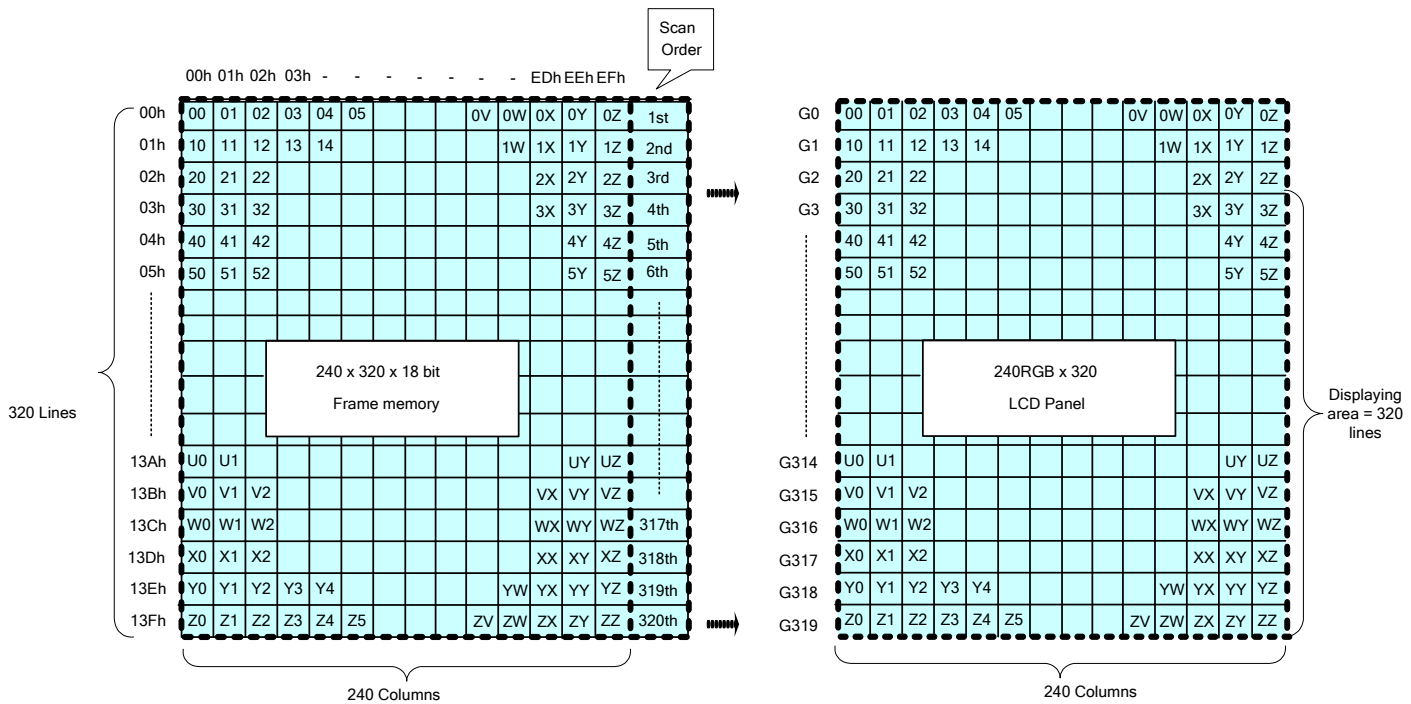 Scan
Order
00h 01h 02h 03h - - - - - - - EDh EEh EFh
00h 00 01 02 03 04 05 0V 0W 0X 0Y 0Z 1st G0 00 01 02 03 04 05 0V 0W 0X 0Y 0Z
01h 10 11 12 13 14 1W 1X 1Y 1Z 2nd G1 10 11 12 13 14 1W 1X 1Y 1Z
02h 20 21 22 2X 2Y 2Z 3rd G2 20 21 22 2X 2Y 2Z
03h 30 31 32 3X 3Y 3Z 4th G3 30 31 32 3X 3Y 3Z
04h 40 41 42 4Y 4Z 5th 40 41 42 4Y 4Z
05h 50 51 52 5Y 5Z 6th 50 51 52 5Y 5Z
240 x 320 x 18 bit
Frame memory
240RGB x 320
LCD Panel
320 Lines
Displaying
area = 320
lines
13Ah U0 U1 UY UZ G314 U0 U1 UY UZ
13Bh V0 V1 V2 VX VY VZ G315 V0 V1 V2 VX VY VZ
13Ch W0 W1 W2 WX WY WZ 317th G316 W0 W1 W2 WX WY WZ
13Dh X0 X1 X2 XX XY XZ 318th G317 X0 X1 X2 XX XY XZ
13Eh Y0 Y1 Y2 Y3 Y4 YW YX YY YZ 319th G318 Y0 Y1 Y2 Y3 Y4 YW YX YY YZ
13Fh Z0 Z1 Z2 Z3 Z4 Z5 ZV ZW ZX ZY ZZ 320th G319 Z0 Z1 Z2 Z3 Z4 Z5 ZV ZW ZX ZY ZZ
240 Columns
240 Columns